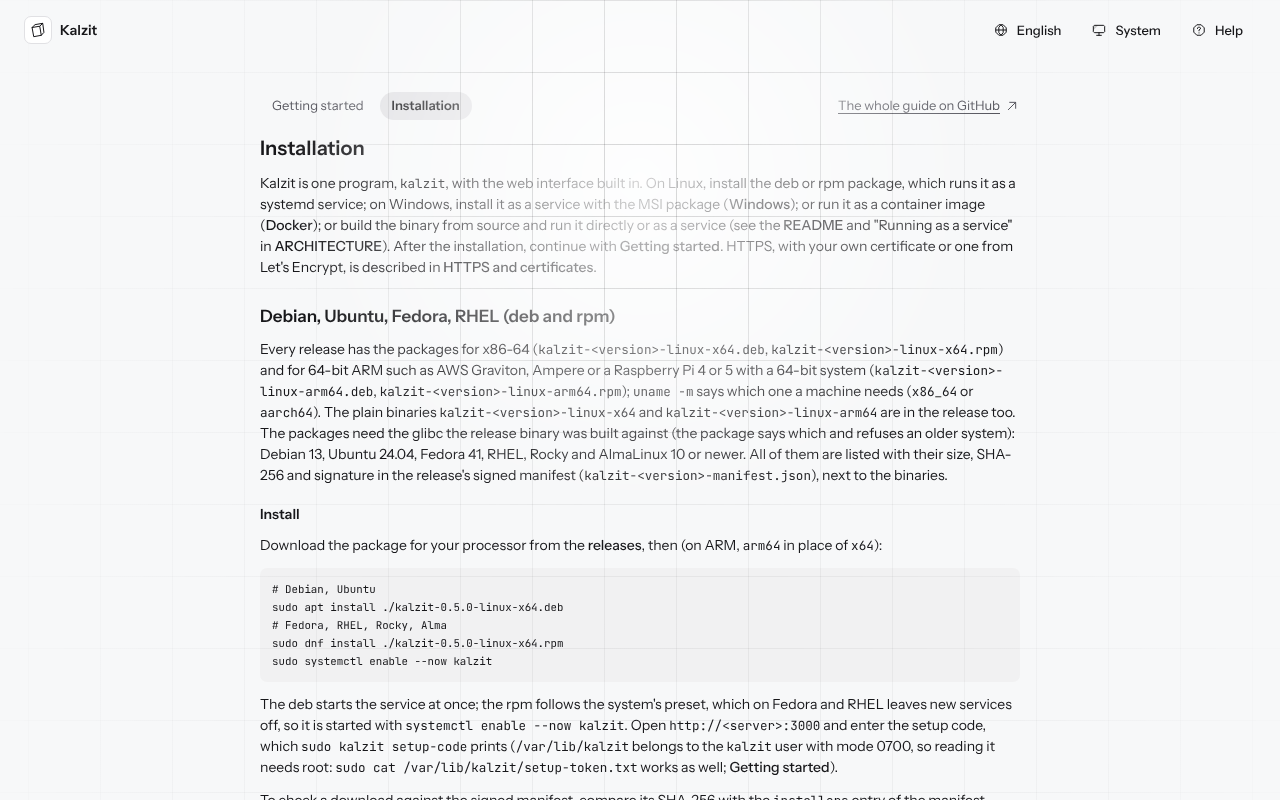 Kalzit
English
System
Help
Getting started
Installation
The whole guide on GitHub
Installation
Kalzit is one program, kalzit, with the web interface built in. On Linux, install the deb or rpm package, which runs it as a
systemd service; on Windows, install it as a service with the MSI package (Windows); or run it as a container image
(Docker); or build the binary from source and run it directly or as a service (see the README and "Running as a service"
in ARCHITECTURE). After the installation, continue with Getting started. HTTPS, with your own certificate or one from
Let's Encrypt, is described in HTTPS and certificates.
Debian, Ubuntu, Fedora, RHEL (deb and rpm)
Every release has the packages for x86-64 (kalzit-<version>-linux-x64.deb, kalzit-<version>-linux-x64.rpm)
and for 64-bit ARM such as AWS Graviton, Ampere or a Raspberry Pi 4 or 5 with a 64-bit system (kalzit-<version>-
linux-arm64.deb, kalzit-<version>-linux-arm64.rpm); uname -m says which one a machine needs (x86_64 or
aarch64). The plain binaries kalzit-<version>-linux-x64 and kalzit-<version>-linux-arm64 are in the release too.
The packages need the glibc the release binary was built against (the package says which and refuses an older system):
Debian 13, Ubuntu 24.04, Fedora 41, RHEL, Rocky and AlmaLinux 10 or newer. All of them are listed with their size, SHA-
256 and signature in the release's signed manifest (kalzit-<version>-manifest.json), next to the binaries.
Install
Download the package for your processor from the releases, then (on ARM, arm64 in place of x64):
# Debian, Ubuntu
sudo apt install ./kalzit-0.5.0-linux-x64.deb
# Fedora, RHEL, Rocky, Alma
sudo dnf install ./kalzit-0.5.0-linux-x64.rpm
sudo systemctl enable --now kalzit
The deb starts the service at once; the rpm follows the system's preset, which on Fedora and RHEL leaves new services
off, so it is started with systemctl enable --now kalzit. Open http://<server>:3000 and enter the setup code,
which sudo kalzit setup-code prints (/var/lib/kalzit belongs to the kalzit user with mode 0700, so reading it
needs root: sudo cat /var/lib/kalzit/setup-token.txt works as well; Getting started).
To check a download against the signed manifest, compare its SHA-256 with the installers entry of the manifest